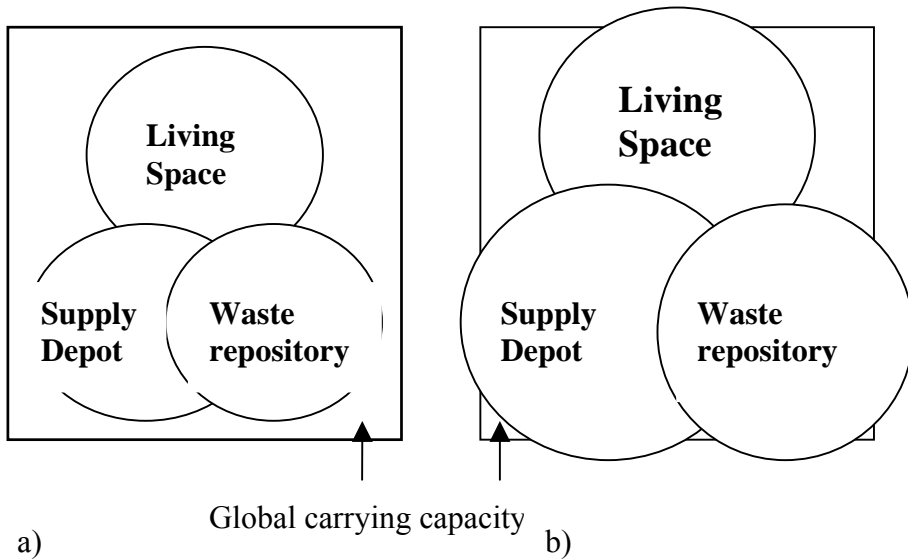 Living
Space
Supply
Depot
Waste
repository
Living
Space
Supply
Depot
Waste
repository
Global carrying capacity
a)
b)